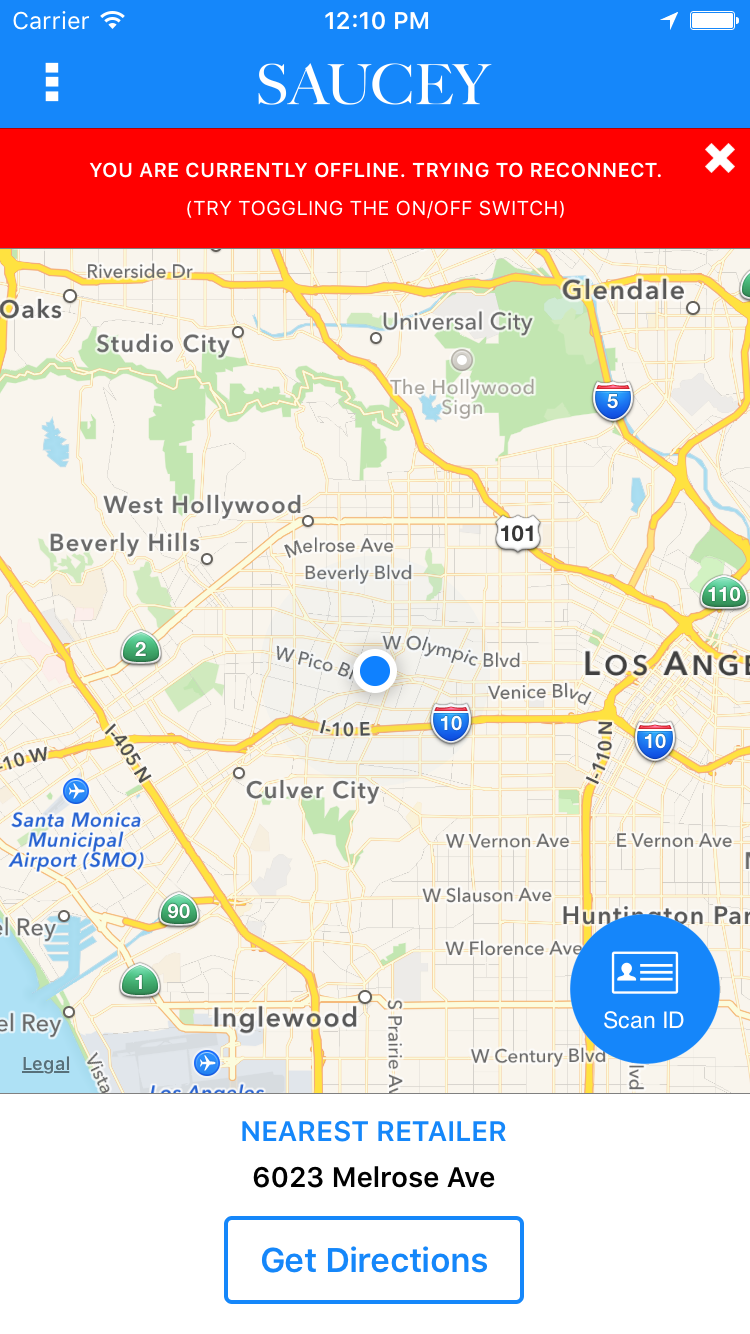 Carrier
12:10 PM
SAUCEY
YOU ARE CURRENTLY OFFLINE. TRYING TO RECONNECT.
(TRY TOGGLING THE ON/OFF SWITCH)
Riverside Dr
Glendale
Oaks
Universal City
Studio City
The Hollywood
Sign
5
West Hollywood
101
Beverly Hills
Melrose Ave
Beverly Blvd
110
2
W Olympic Blvd
W Pico B
LOS ANGE
Venice Blvd
I-10 E
10
10
I-405 N
-10 W
I-110 N
Culver City
Santa Monica
Municipal
Airport (SMO)
W Vernon Ave
E Vernon Ave
W Slauson Ave
90
Huntington Par
el Rey
W Florence Ave
1
Scan ID
el Rey
Inglewood
S Prairie Av
W Century Blvd
lvd
Legal
Vista
Los Angeles
NEAREST RETAILER
6023 Melrose Ave
Get Directions